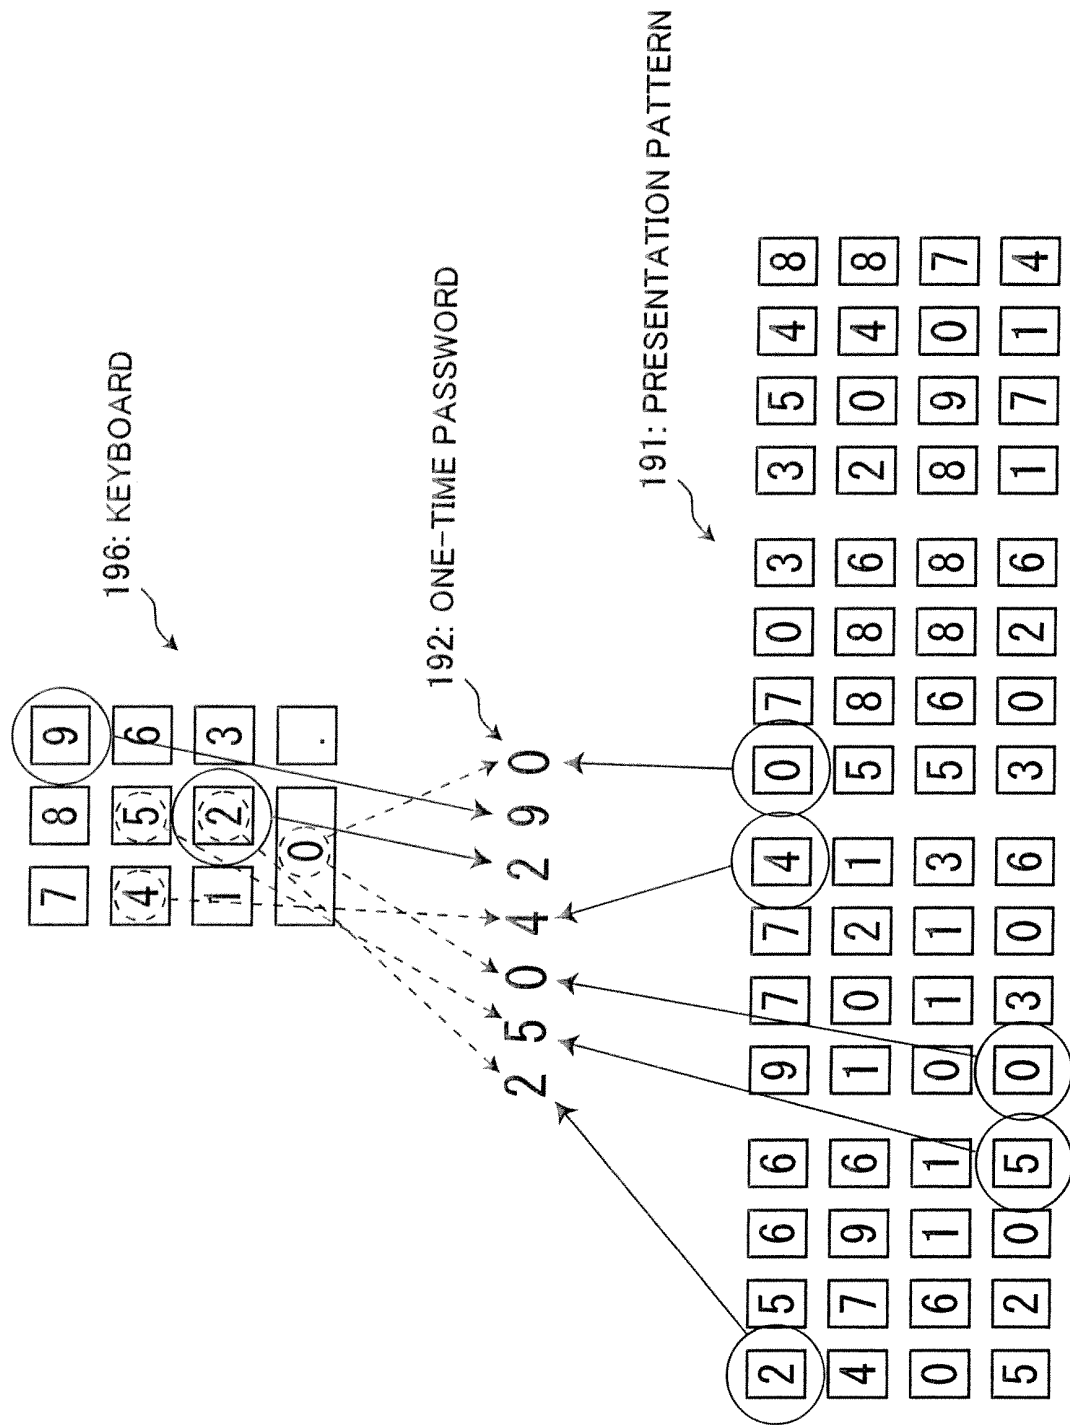 7 8 9
4 5 6
1 2 3
0 .
196: KEYBOARD
192: ONE-TIME PASSWORD
2 5 0 4 2 9 0
191: PRESENTATION PATTERN
2 5 6 6 9 7 7 4 0 7 0 3 3 5 4 8
4 7 9 6 1 0 2 1 5 8 8 6 2 0 4 8
0 6 1 1 0 1 1 3 5 6 8 8 8 9 0 7
5 2 0 5 0 3 0 6 3 0 2 6 1 7 1 4